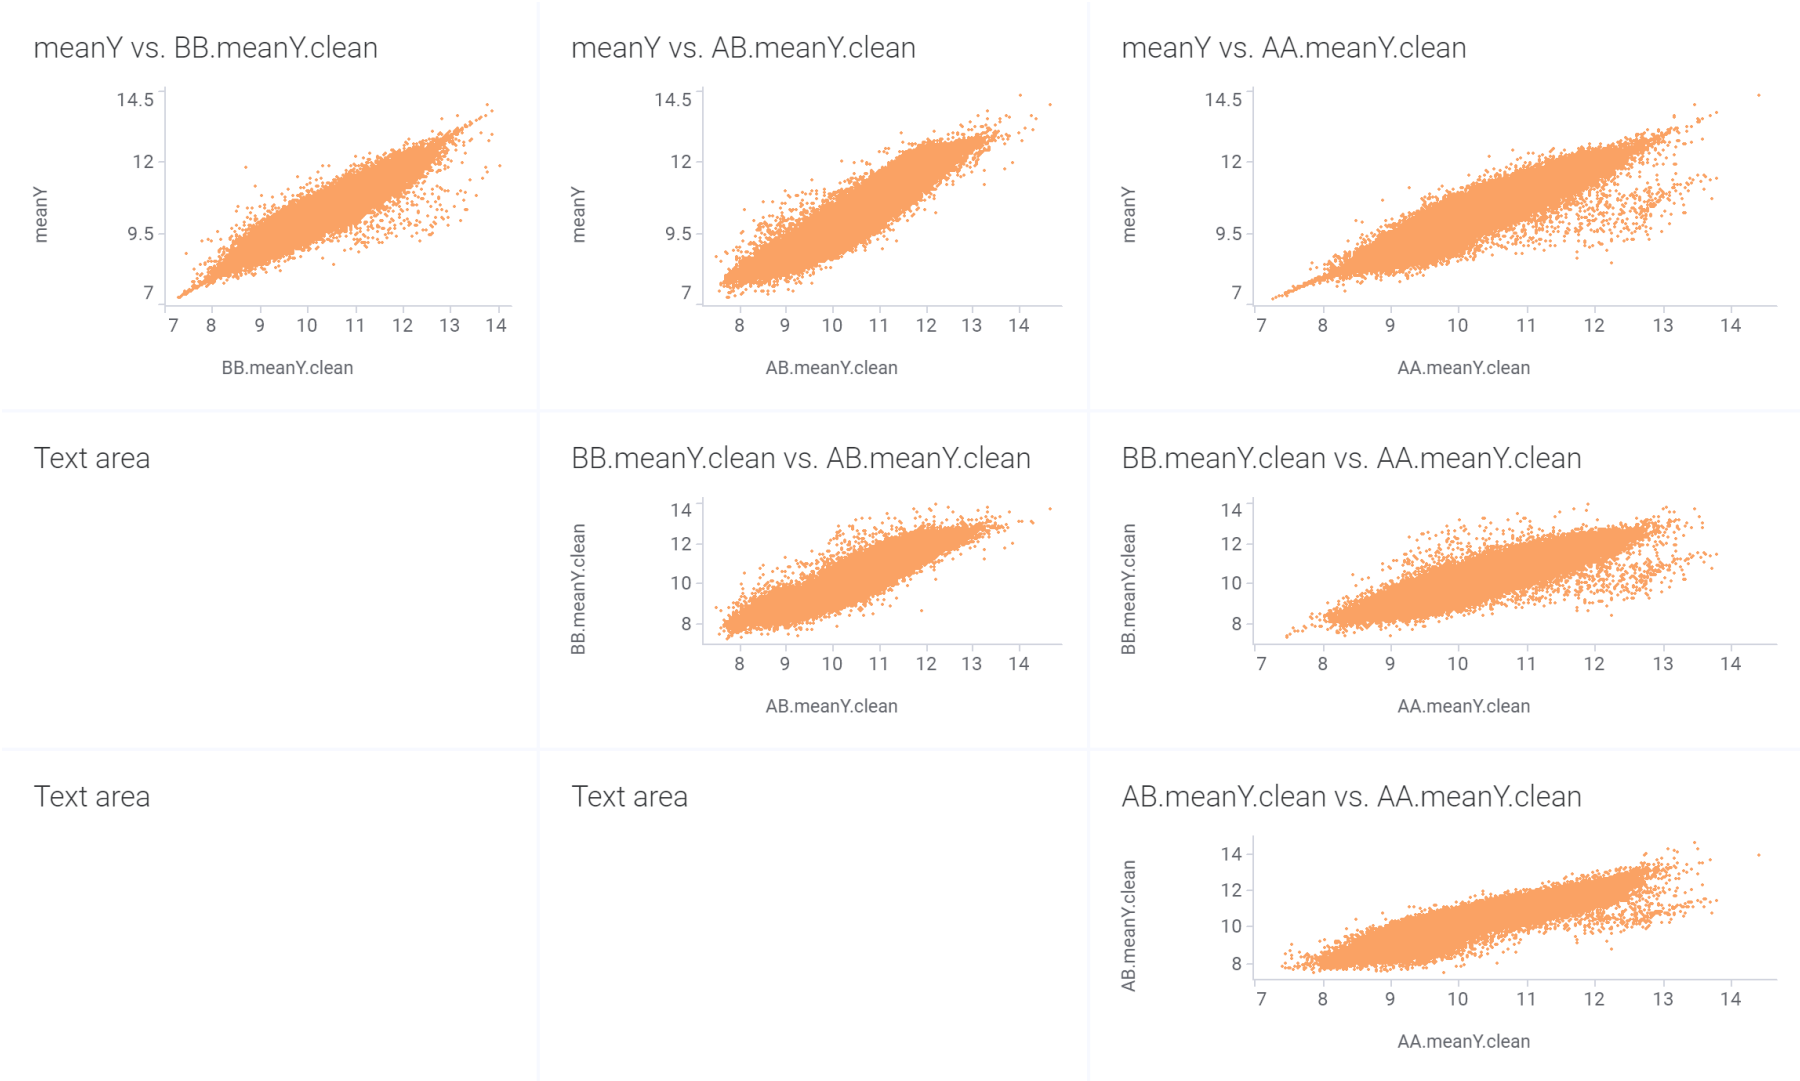 meanY vs. BB.meanY.clean
14.5
12
9.5
7
meanY
7 8 9 10 11 12 13 14
BB.meanY.clean
meanY vs. AB.meanY.clean
14.5
12
9.5
7
meanY
8 9 10 11 12 13 14
AB.meanY.clean
meanY vs. AA.meanY.clean
14.5
12
9.5
7
meanY
7 8 9 10 11 12 13 14
AA.meanY.clean
Text area
BB.meanY.clean vs. AB.meanY.clean
14
12
10
8
BB.meanY.clean
8 9 10 11 12 13 14
AB.meanY.clean
BB.meanY.clean vs. AA.meanY.clean
14
12
10
8
BB.meanY.clean
7 8 9 10 11 12 13 14
AA.meanY.clean
Text area
Text area
AB.meanY.clean vs. AA.meanY.clean
14
12
10
8
AB.meanY.clean
7 8 9 10 11 12 13 14
AA.meanY.clean